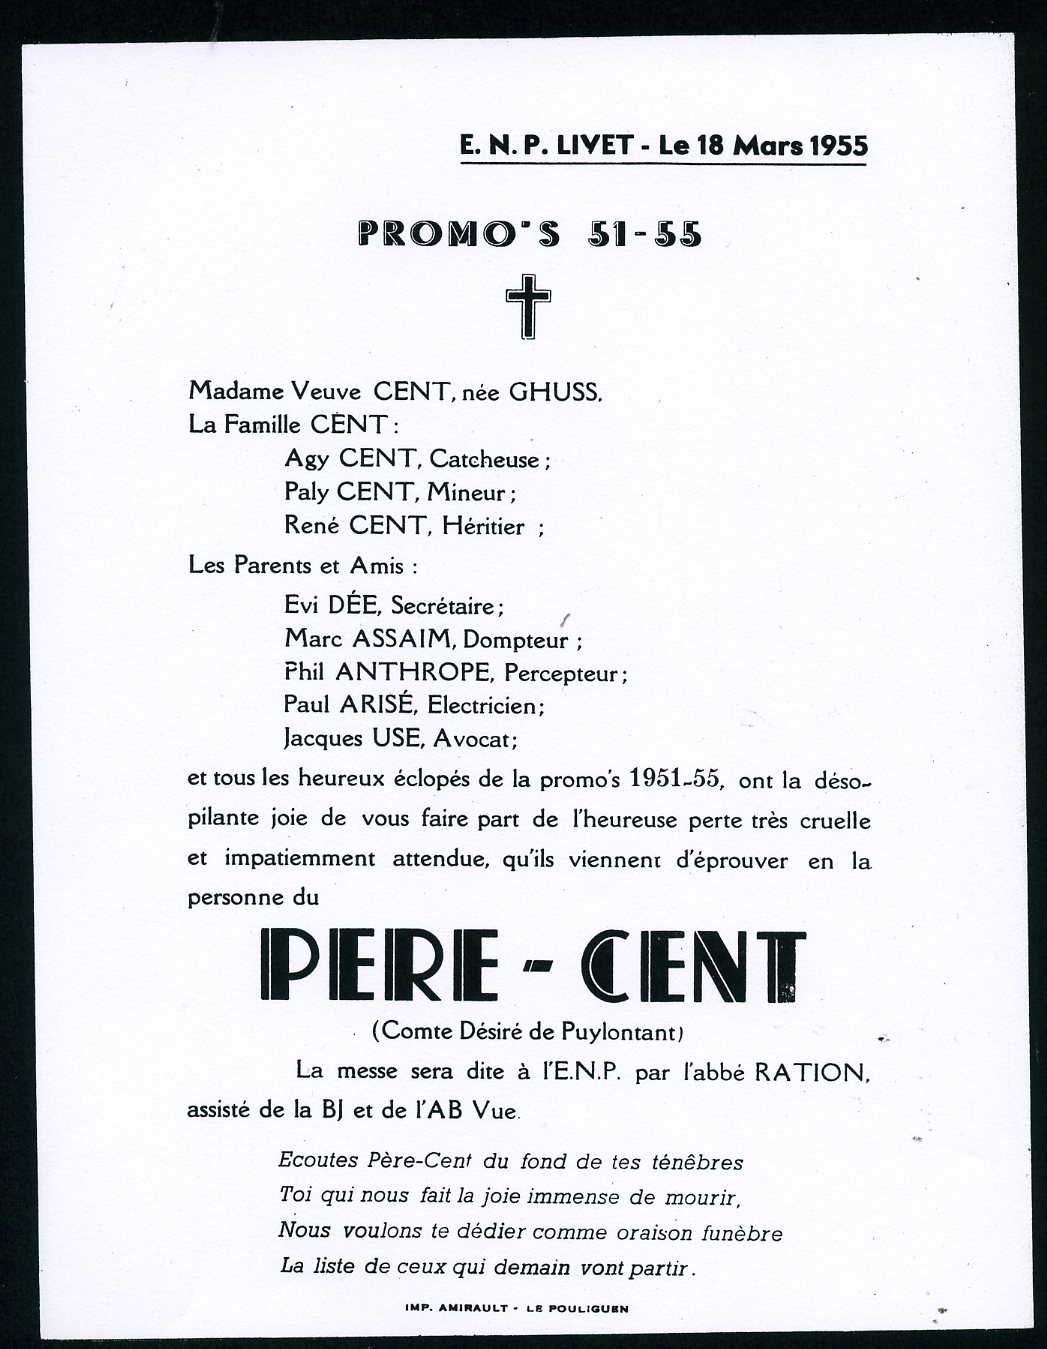 E. N. P. LIVET - Le 18 Mars 1955
PROMO'S 51-55
Madame Veuve CENT, née GHUSS,
La Famille CENT :
Agy CENT, Catcheuse ;
Paly CENT, Mineur ;
René CENT, Héritier ;
Les Parents et Amis :
Evi DÉE, Secrétaire ;
Marc ASSAIM, Dompteur ;
Phil ANTHROPE, Percepteur ;
Paul ARISÉ, Electricien ;
Jacques USE, Avocat ;
et tous les heureux éclopés de la promo's 1951-55, ont la déso-
pilante joie de vous faire part de l'heureuse perte très cruelle
et impatiemment attendue, qu'ils viennent d'éprouver en la
personne du
PERE - CENT
(Comte Désiré de Puylontant)
La messe sera dite à l'E.N.P. par l'abbé RATION,
assisté de la BJ et de l'AB Vue.
Ecoutes Père-Cent du fond de tes ténêbres
Toi qui nous fait la joie immense de mourir,
Nous voulons te dédier comme oraison funèbre
La liste de ceux qui demain vont partir.
IMP. AMIRAULT - LE POULIGUEN